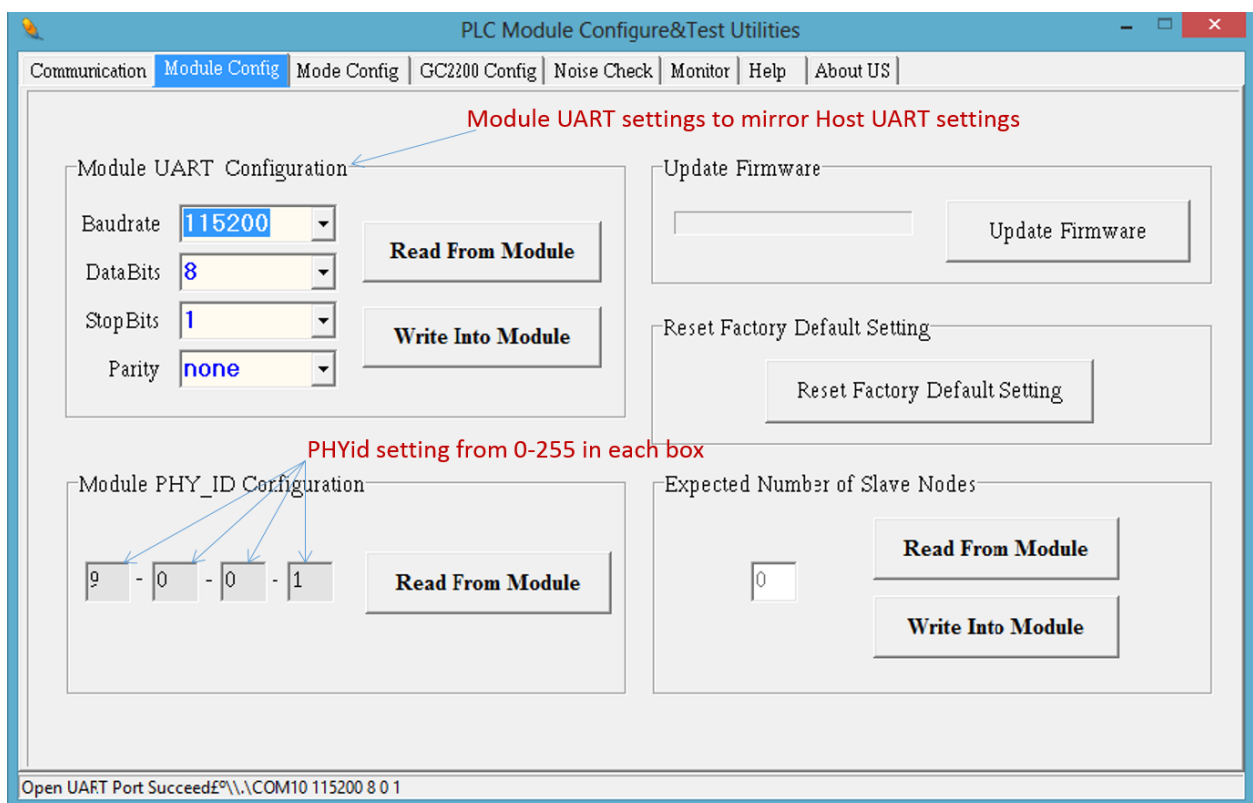 PLC Module Configure&Test Utilities
Communication Module Config Mode Config GC2200 Config Noise Check Monitor Help About US
Module UART settings to mirror Host UART settings
Module UART Configuration
Baudrate 115200
DataBits 8
StopBits 1
Parity none
Read From Module
Write Into Module
Update Firmware
Update Firmware
Reset Factory Default Setting
Reset Factory Default Setting
PHYid setting from 0-255 in each box
Module PHY_ID Configuration
9 - 0 - 0 - 1
Read From Module
Expected Number of Slave Nodes
0
Read From Module
Write Into Module
Open UART Port Succeed£º\\.\COM10 115200 8 0 1